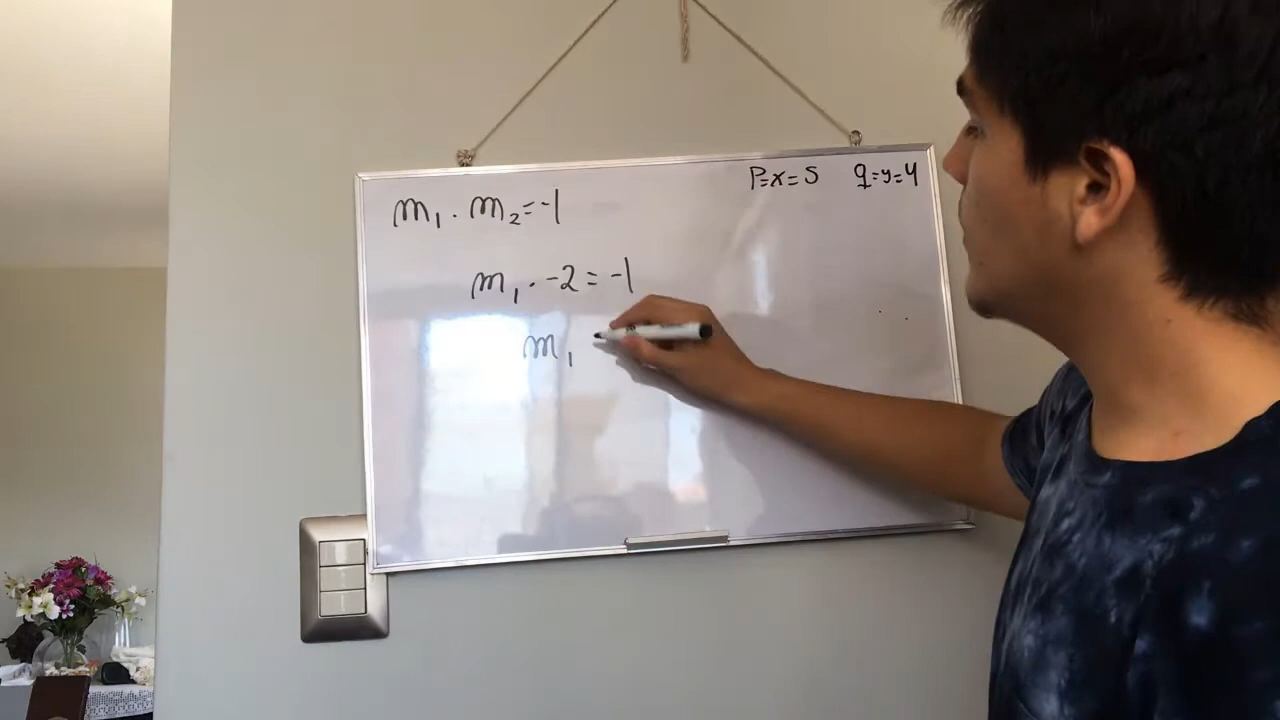 m₁ · m₂ = -1
P=x=5 q=y=4
m₁ · -2 = -1
m₁